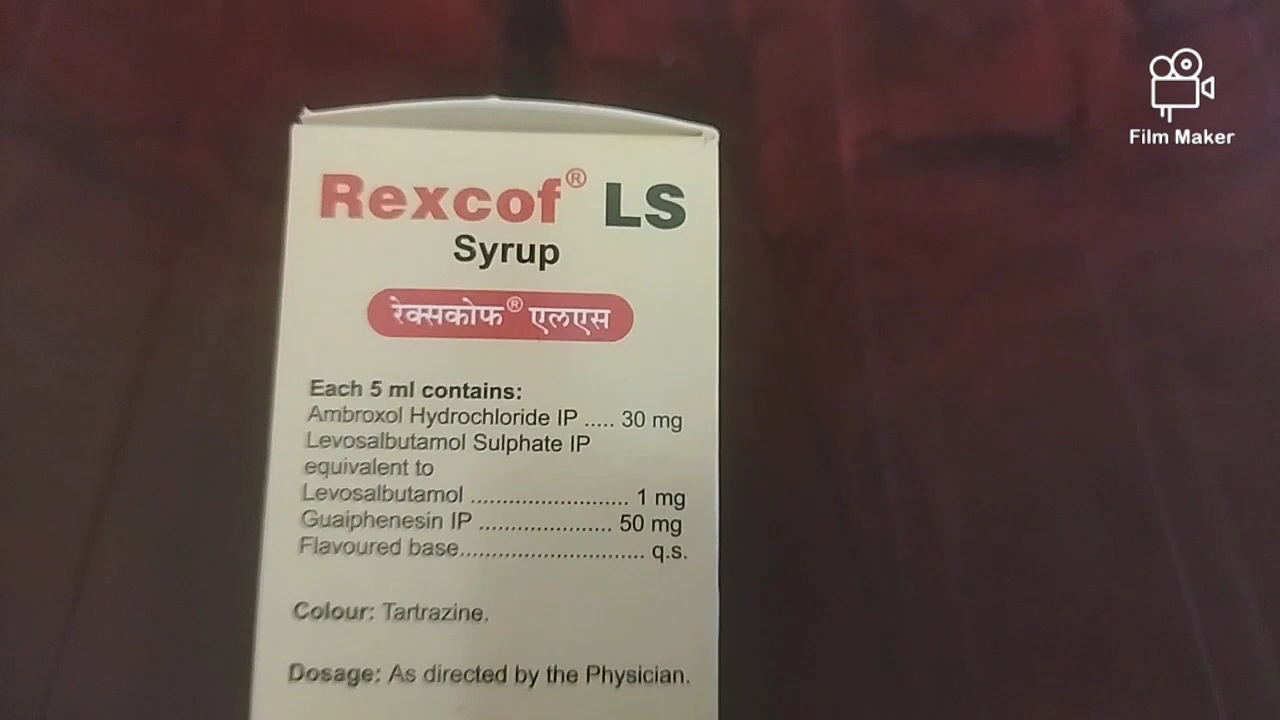 Rexcof® LS
Syrup
रेक्सकोफ® एलएस
Each 5 ml contains:
Ambroxol Hydrochloride IP ..... 30 mg
Levosalbutamol Sulphate IP
equivalent to
Levosalbutamol ......................... 1 mg
Guaiphenesin IP ..................... 50 mg
Flavoured base............................. q.s.
Colour: Tartrazine.
Dosage: As directed by the Physician.
Film Maker